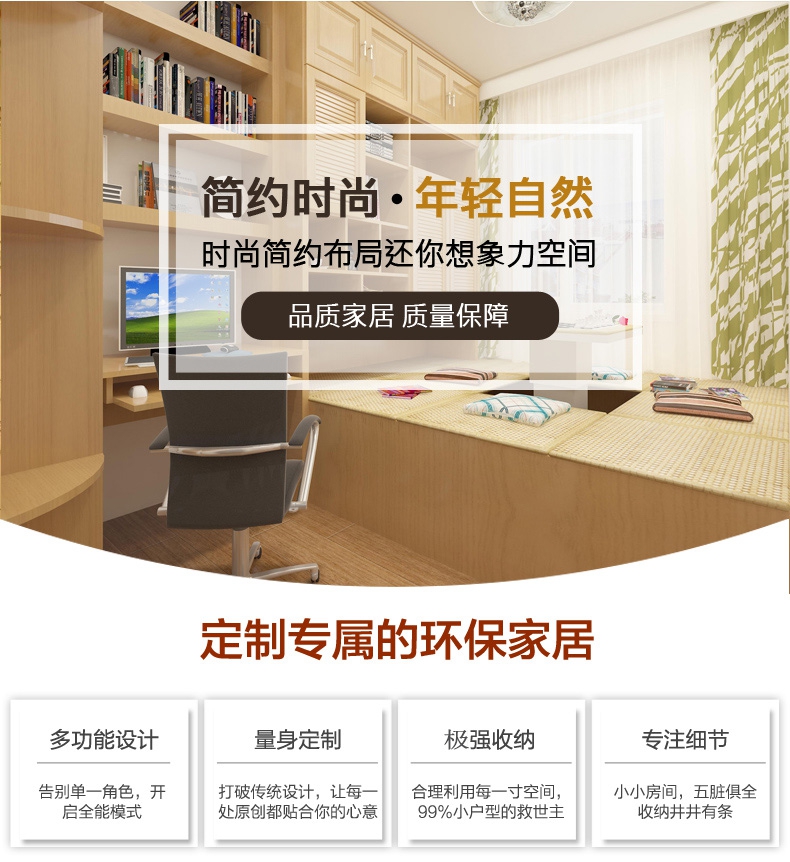 简约时尚·年轻自然
时尚简约布局还你想象力空间
品质家居 质量保障
定制专属的环保家居
多功能设计
告别单一角色，开
启全能模式
量身定制
打破传统设计，让每一
处原创都贴合你的心意
极强收纳
合理利用每一寸空间，
99%小户型的救世主
专注细节
小小房间，五脏俱全
收纳井井有条